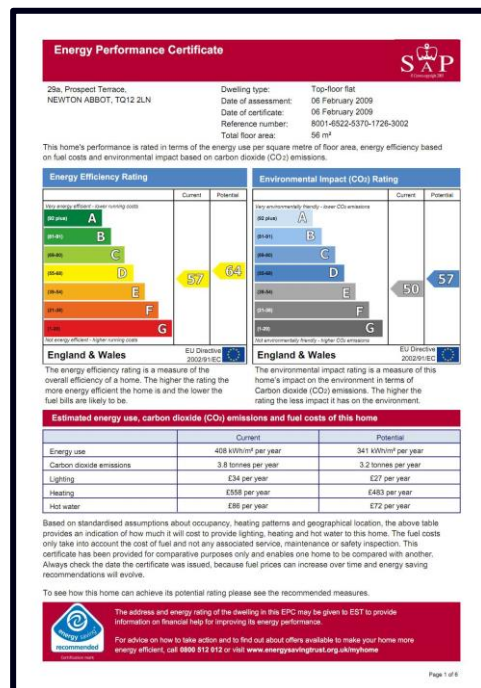 Energy Performance Certificate
SAP
29a, Prospect Terrace,
NEWTON ABBOT, TQ12 2LN
Dwelling type: Top-floor flat
Date of assessment: 06 February 2009
Date of certificate: 06 February 2009
Reference number: 8001-6522-5370-1726-3002
Total floor area: 56 m²
This home's performance is rated in terms of the energy use per square metre of floor area, energy efficiency based
on fuel costs and environmental impact based on carbon dioxide (CO₂) emissions.
Energy Efficiency Rating
Current Potential
Very energy efficient - lower running costs
(92 plus) A
(81-91) B
(69-80) C
(55-68) D
(39-54) E
(21-38) F
(1-20) G
57 64
Not energy efficient - higher running costs
England & Wales
EU Directive
2002/91/EC
Environmental Impact (CO₂) Rating
Current Potential
Very environmentally friendly - lower CO₂ emissions
(92 plus) A
(81-91) B
(69-80) C
(55-68) D
(39-54) E
(21-38) F
(1-20) G
50 57
Not environmentally friendly - higher CO₂ emissions
England & Wales
EU Directive
2002/91/EC
The energy efficiency rating is a measure of the
overall efficiency of a home. The higher the rating the
more energy efficient the home is and the lower the
fuel bills are likely to be.
The environmental impact rating is a measure of this
home's impact on the environment in terms of
Carbon dioxide (CO₂) emissions. The higher the
rating the less impact it has on the environment.
Estimated energy use, carbon dioxide (CO₂) emissions and fuel costs of this home
Current Potential
Energy use 408 kWh/m² per year 341 kWh/m² per year
Carbon dioxide emissions 3.8 tonnes per year 3.2 tonnes per year
Lighting £34 per year £27 per year
Heating £558 per year £483 per year
Hot water £86 per year £72 per year
Based on standardised assumptions about occupancy, heating patterns and geographical location, the above table
provides an indication of how much it will cost to provide lighting, heating and hot water to this home. The fuel costs
only take into account the cost of fuel and not any associated service, maintenance or safety inspection. This
certificate has been provided for comparative purposes only and enables one home to be compared with another.
Always check the date the certificate was issued, because fuel prices can increase over time and energy saving
recommendations will evolve.
To see how this home can achieve its potential rating please see the recommended measures.
energy saving
recommended
Certification mark
The address and energy rating of the dwelling in this EPC may be given to EST to provide
information on financial help for improving its energy performance.
For advice on how to take action and to find out about offers available to make your home more
energy efficient, call 0800 512 012 or visit www.energysavingtrust.org.uk/myhome
Page 1 of 6